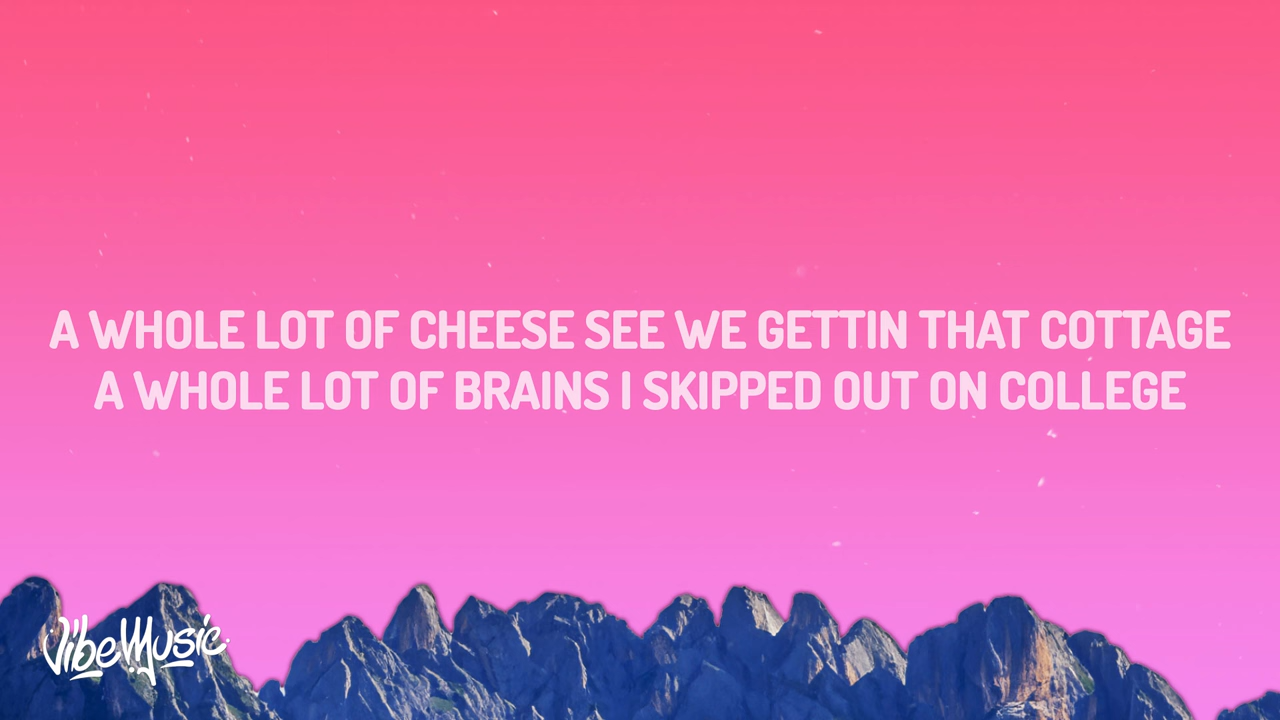 A WHOLE LOT OF CHEESE SEE WE GETTIN THAT COTTAGE
A WHOLE LOT OF BRAINS I SKIPPED OUT ON COLLEGE
VibeMusic